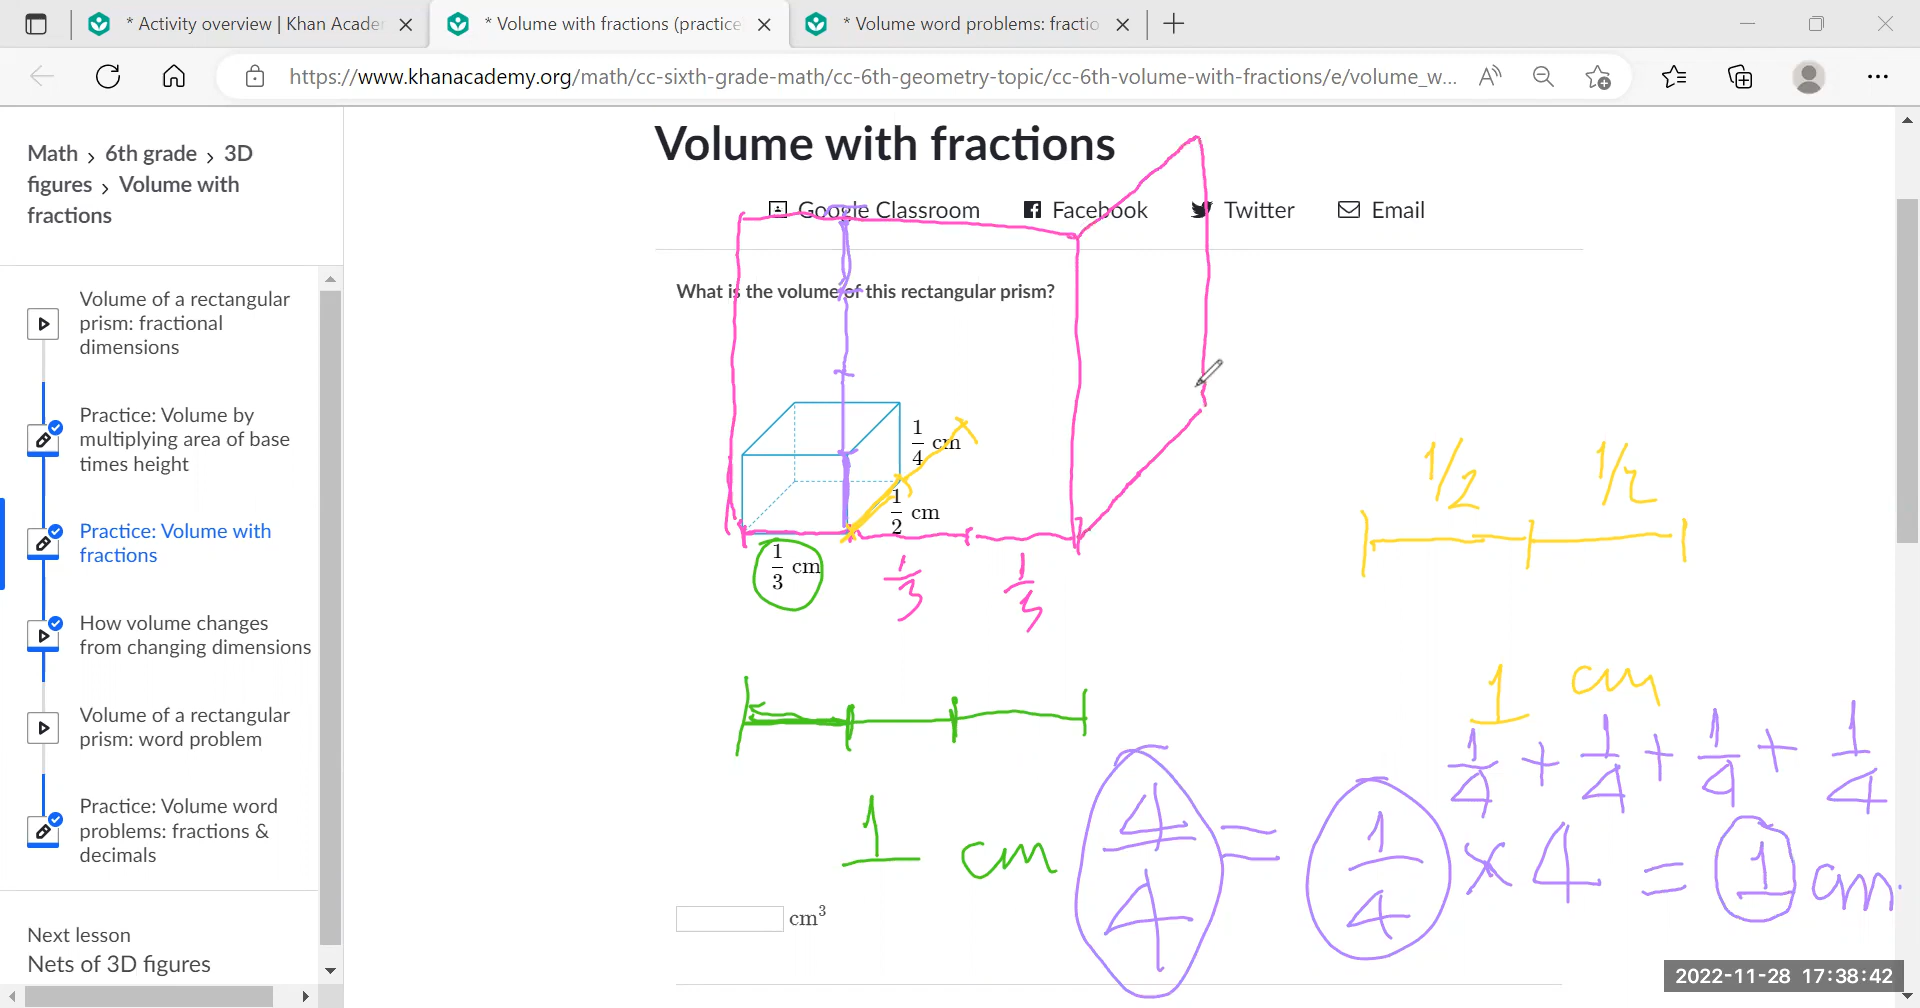 * Activity overview | Khan Acade
* Volume with fractions (practice
* Volume word problems: fractio
https://www.khanacademy.org/math/cc-sixth-grade-math/cc-6th-geometry-topic/cc-6th-volume-with-fractions/e/volume_w...
Math > 6th grade > 3D
figures > Volume with
fractions
Volume of a rectangular
prism: fractional
dimensions
Practice: Volume by
multiplying area of base
times height
Practice: Volume with
fractions
How volume changes
from changing dimensions
Volume of a rectangular
prism: word problem
Practice: Volume word
problems: fractions &
decimals
Next lesson
Nets of 3D figures
Volume with fractions
Google Classroom Facebook Twitter Email
What is the volume of this rectangular prism?
1/4 cm
1/2 cm
1/3 cm
1/3 1/3
1/2 1/2
1 cm
1/4 + 1/4 + 1/4 + 1/4
1 cm
4/4 = 1/4 × 4 = 1 cm
cm³
2022-11-28 17:38:42